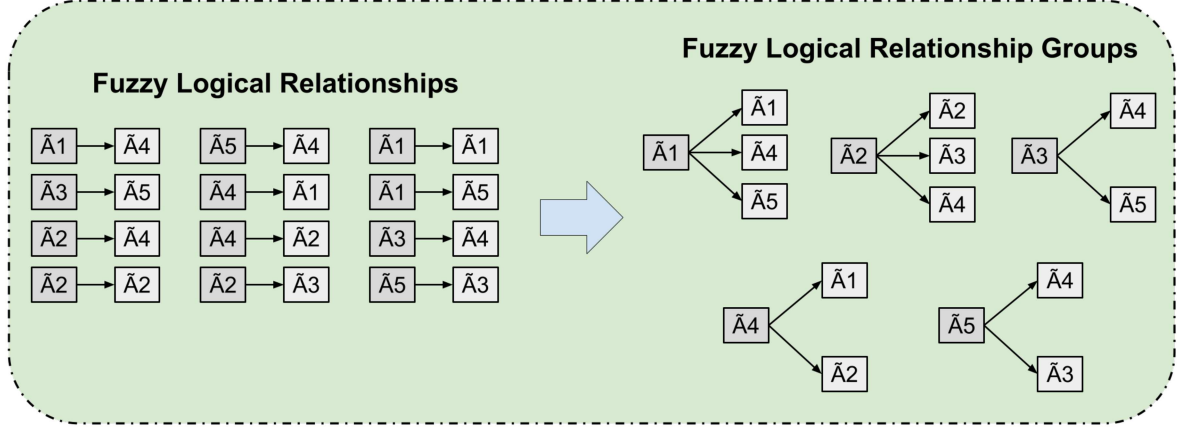 Fuzzy Logical Relationships
Ã1 Ã4 Ã5 Ã4 Ã1 Ã1
Ã3 Ã5 Ã4 Ã1 Ã1 Ã5
Ã2 Ã4 Ã4 Ã2 Ã3 Ã4
Ã2 Ã2 Ã2 Ã3 Ã5 Ã3
Fuzzy Logical Relationship Groups
Ã1 Ã1 Ã4 Ã5
Ã2 Ã2 Ã3 Ã4
Ã3 Ã4 Ã5
Ã4 Ã1 Ã2
Ã5 Ã4 Ã3